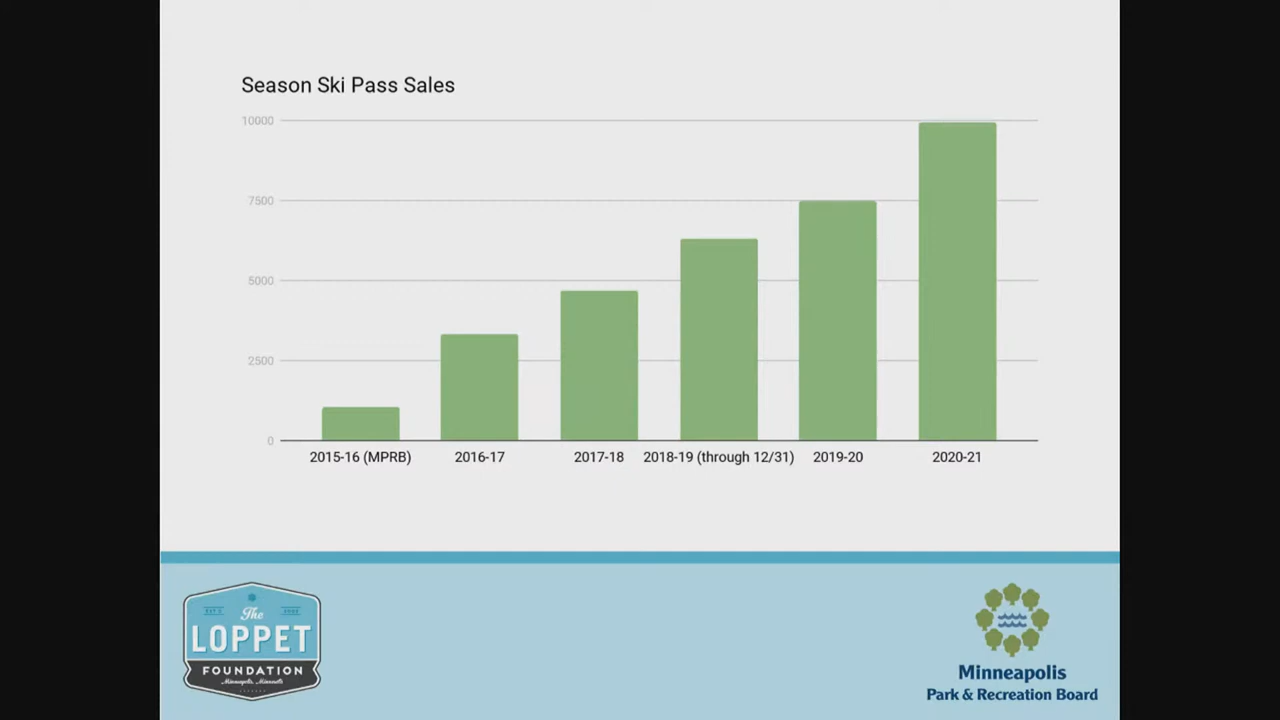 Season Ski Pass Sales
10000
7500
5000
2500
0
2015-16 (MPRB) 2016-17 2017-18 2018-19 (through 12/31) 2019-20 2020-21
The
LOPPET
FOUNDATION
Minneapolis
Park & Recreation Board